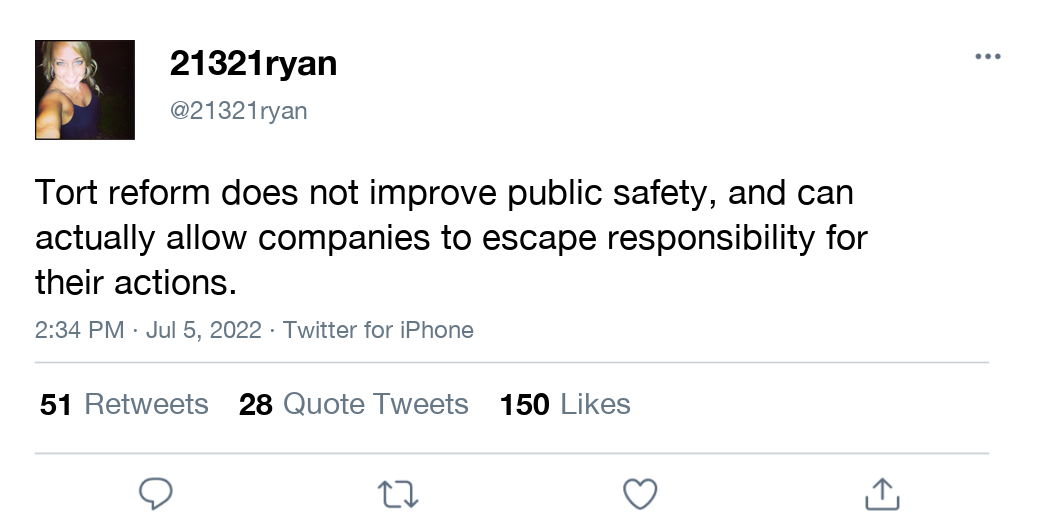 21321ryan
@21321ryan
Tort reform does not improve public safety, and can
actually allow companies to escape responsibility for
their actions.
2:34 PM · Jul 5, 2022 · Twitter for iPhone
51 Retweets 28 Quote Tweets 150 Likes